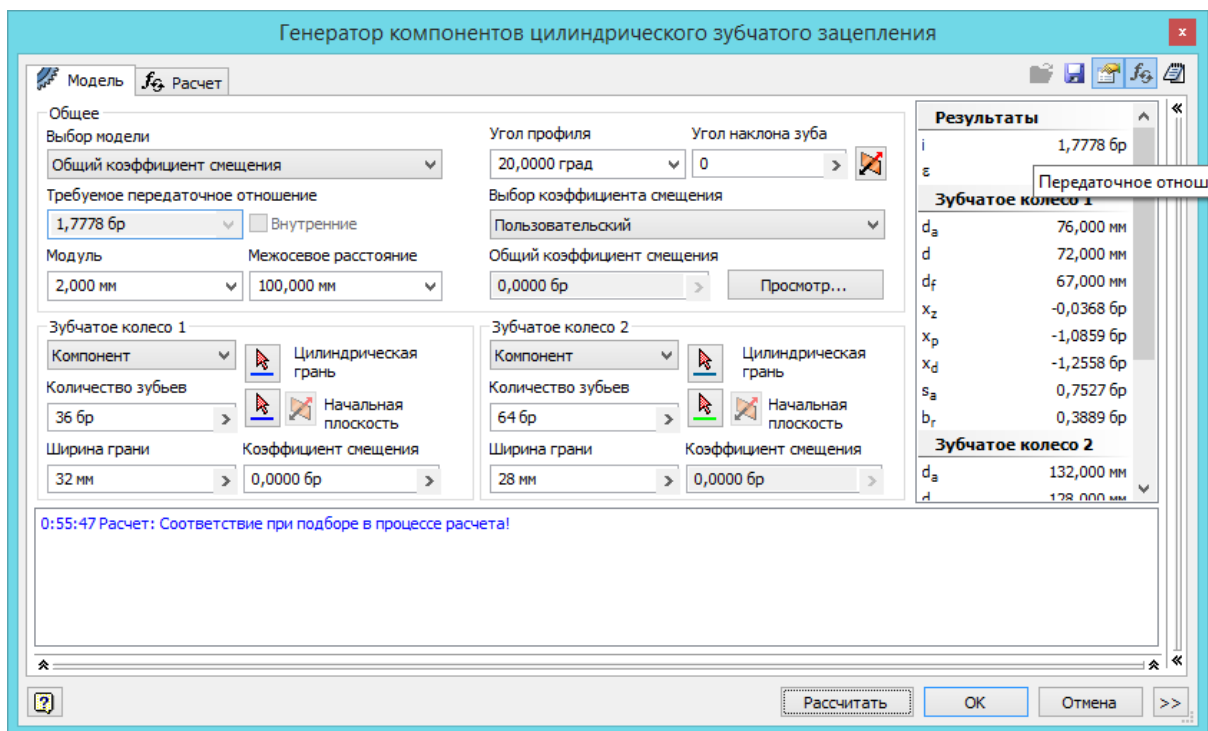 Генератор компонентов цилиндрического зубчатого зацепления
x
Модель
Расчет
Общее
Выбор модели
Общий коэффициент смещения
Угол профиля
20,0000 град
Угол наклона зуба
0
Требуемое передаточное отношение
1,7778 бр
Внутренние
Выбор коэффициента смещения
Пользовательский
Модуль
2,000 мм
Межосевое расстояние
100,000 мм
Общий коэффициент смещения
0,0000 бр
Просмотр...
Зубчатое колесо 1
Компонент
Цилиндрическая
грань
Количество зубьев
36 бр
Начальная
плоскость
Ширина грани
32 мм
Коэффициент смещения
0,0000 бр
Зубчатое колесо 2
Компонент
Цилиндрическая
грань
Количество зубьев
64 бр
Начальная
плоскость
Ширина грани
28 мм
Коэффициент смещения
0,0000 бр
Результаты
i 1,7778 бр
ε
Передаточное отнош
Зубчатое колесо 1
da 76,000 мм
d 72,000 мм
df 67,000 мм
xz -0,0368 бр
xp -1,0859 бр
xd -1,2558 бр
sa 0,7527 бр
br 0,3889 бр
Зубчатое колесо 2
da 132,000 мм
d 128,000 мм
0:55:47 Расчет: Соответствие при подборе в процессе расчета!
Рассчитать
OK
Отмена
>>